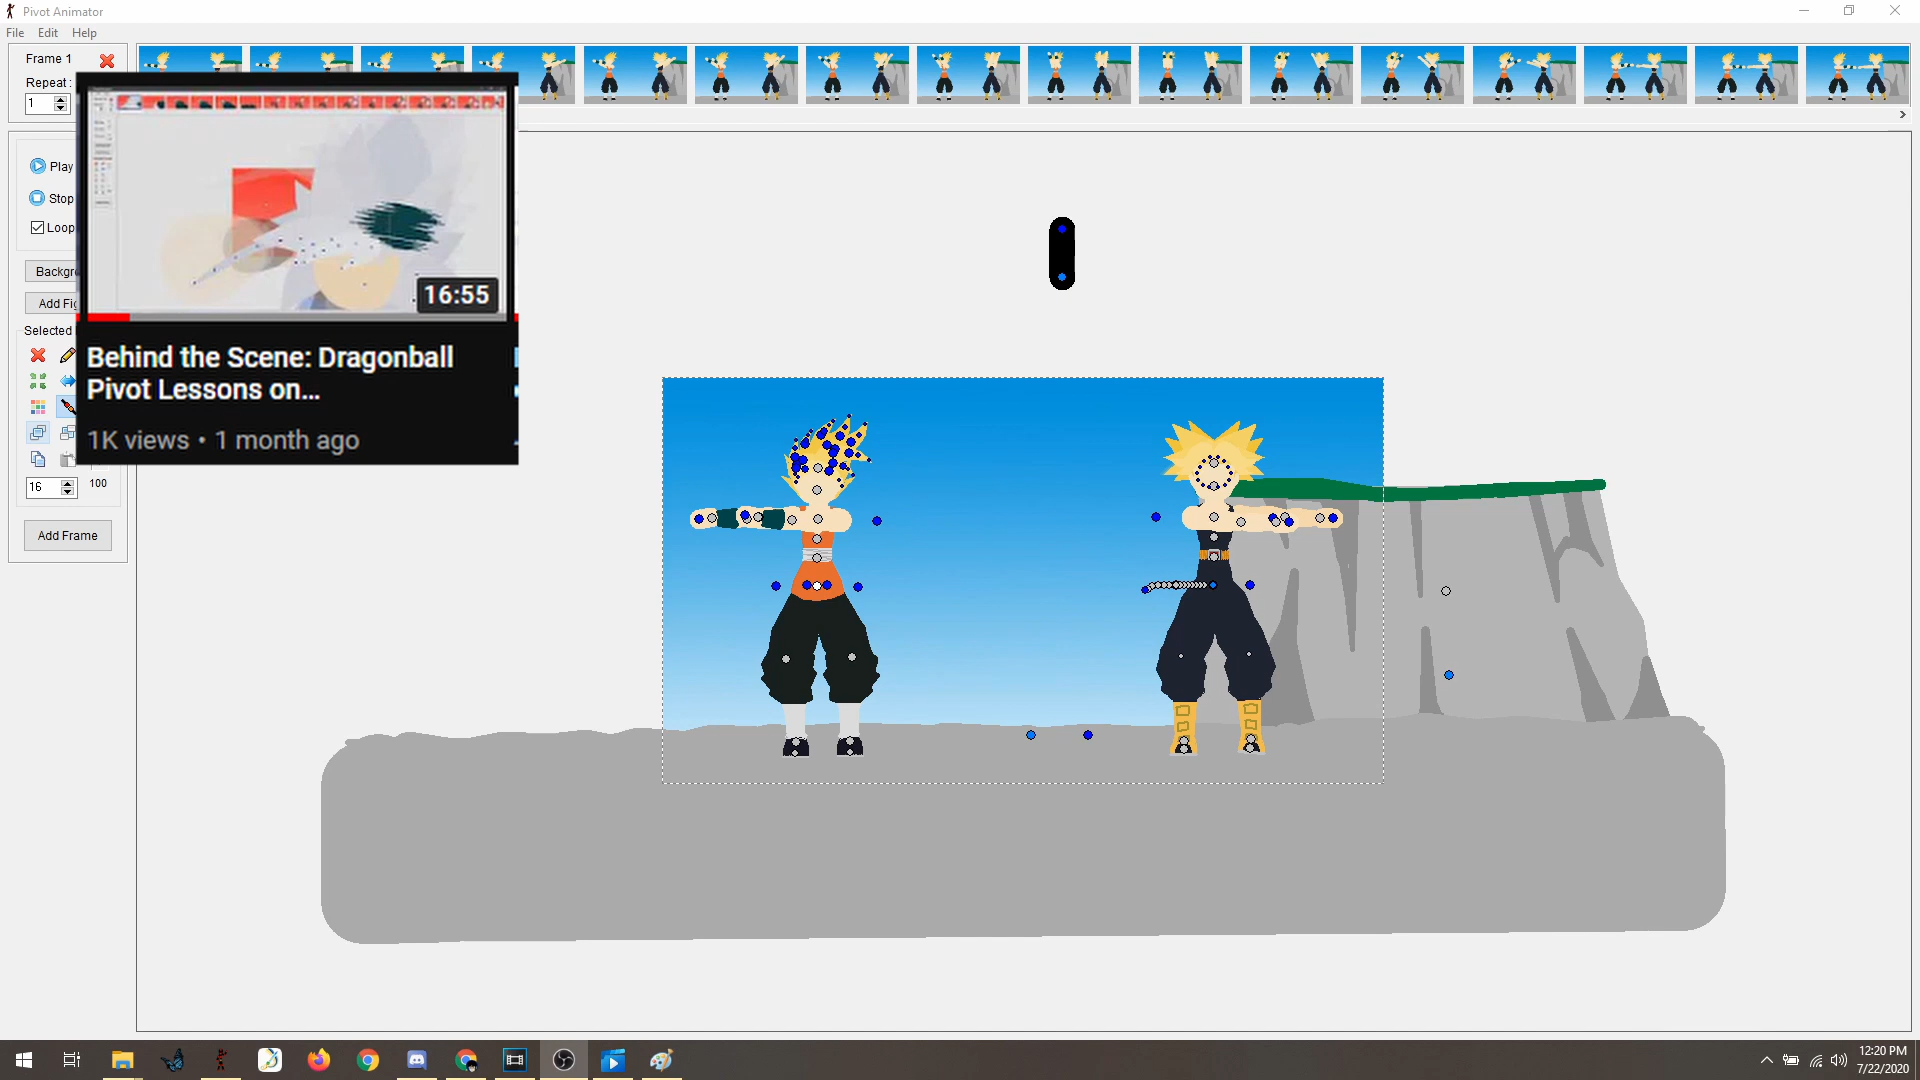 Pivot Animator
File Edit Help
Frame 1
Repeat :
1
Play
Stop
Loop
Backgr
Add Fi
Selected
16 100
Add Frame
16:55
Behind the Scene: Dragonball
Pivot Lessons on...
1K views • 1 month ago
12:20 PM
7/22/2020